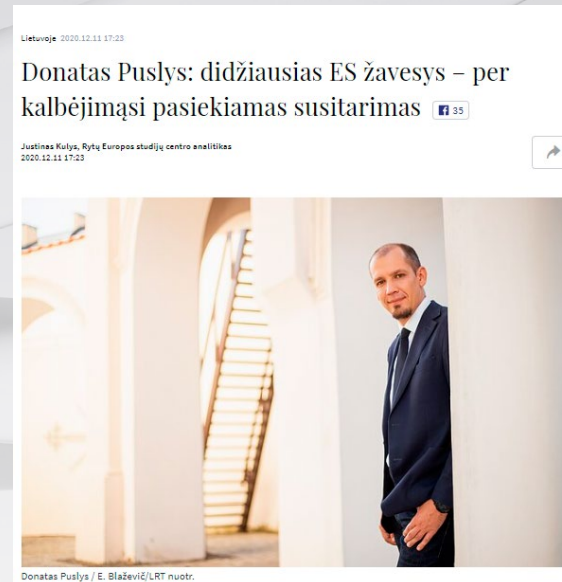 Lietuvoje 2020.12.11 17:23
Donatas Puslys: didžiausias ES žavesys – per
kalbėjimąsi pasiekiamas susitarimas 35
Justinas Kulys, Rytų Europos studijų centro analitikas
2020.12.11 17:23
Donatas Puslys / E. Blaževič/LRT nuotr.